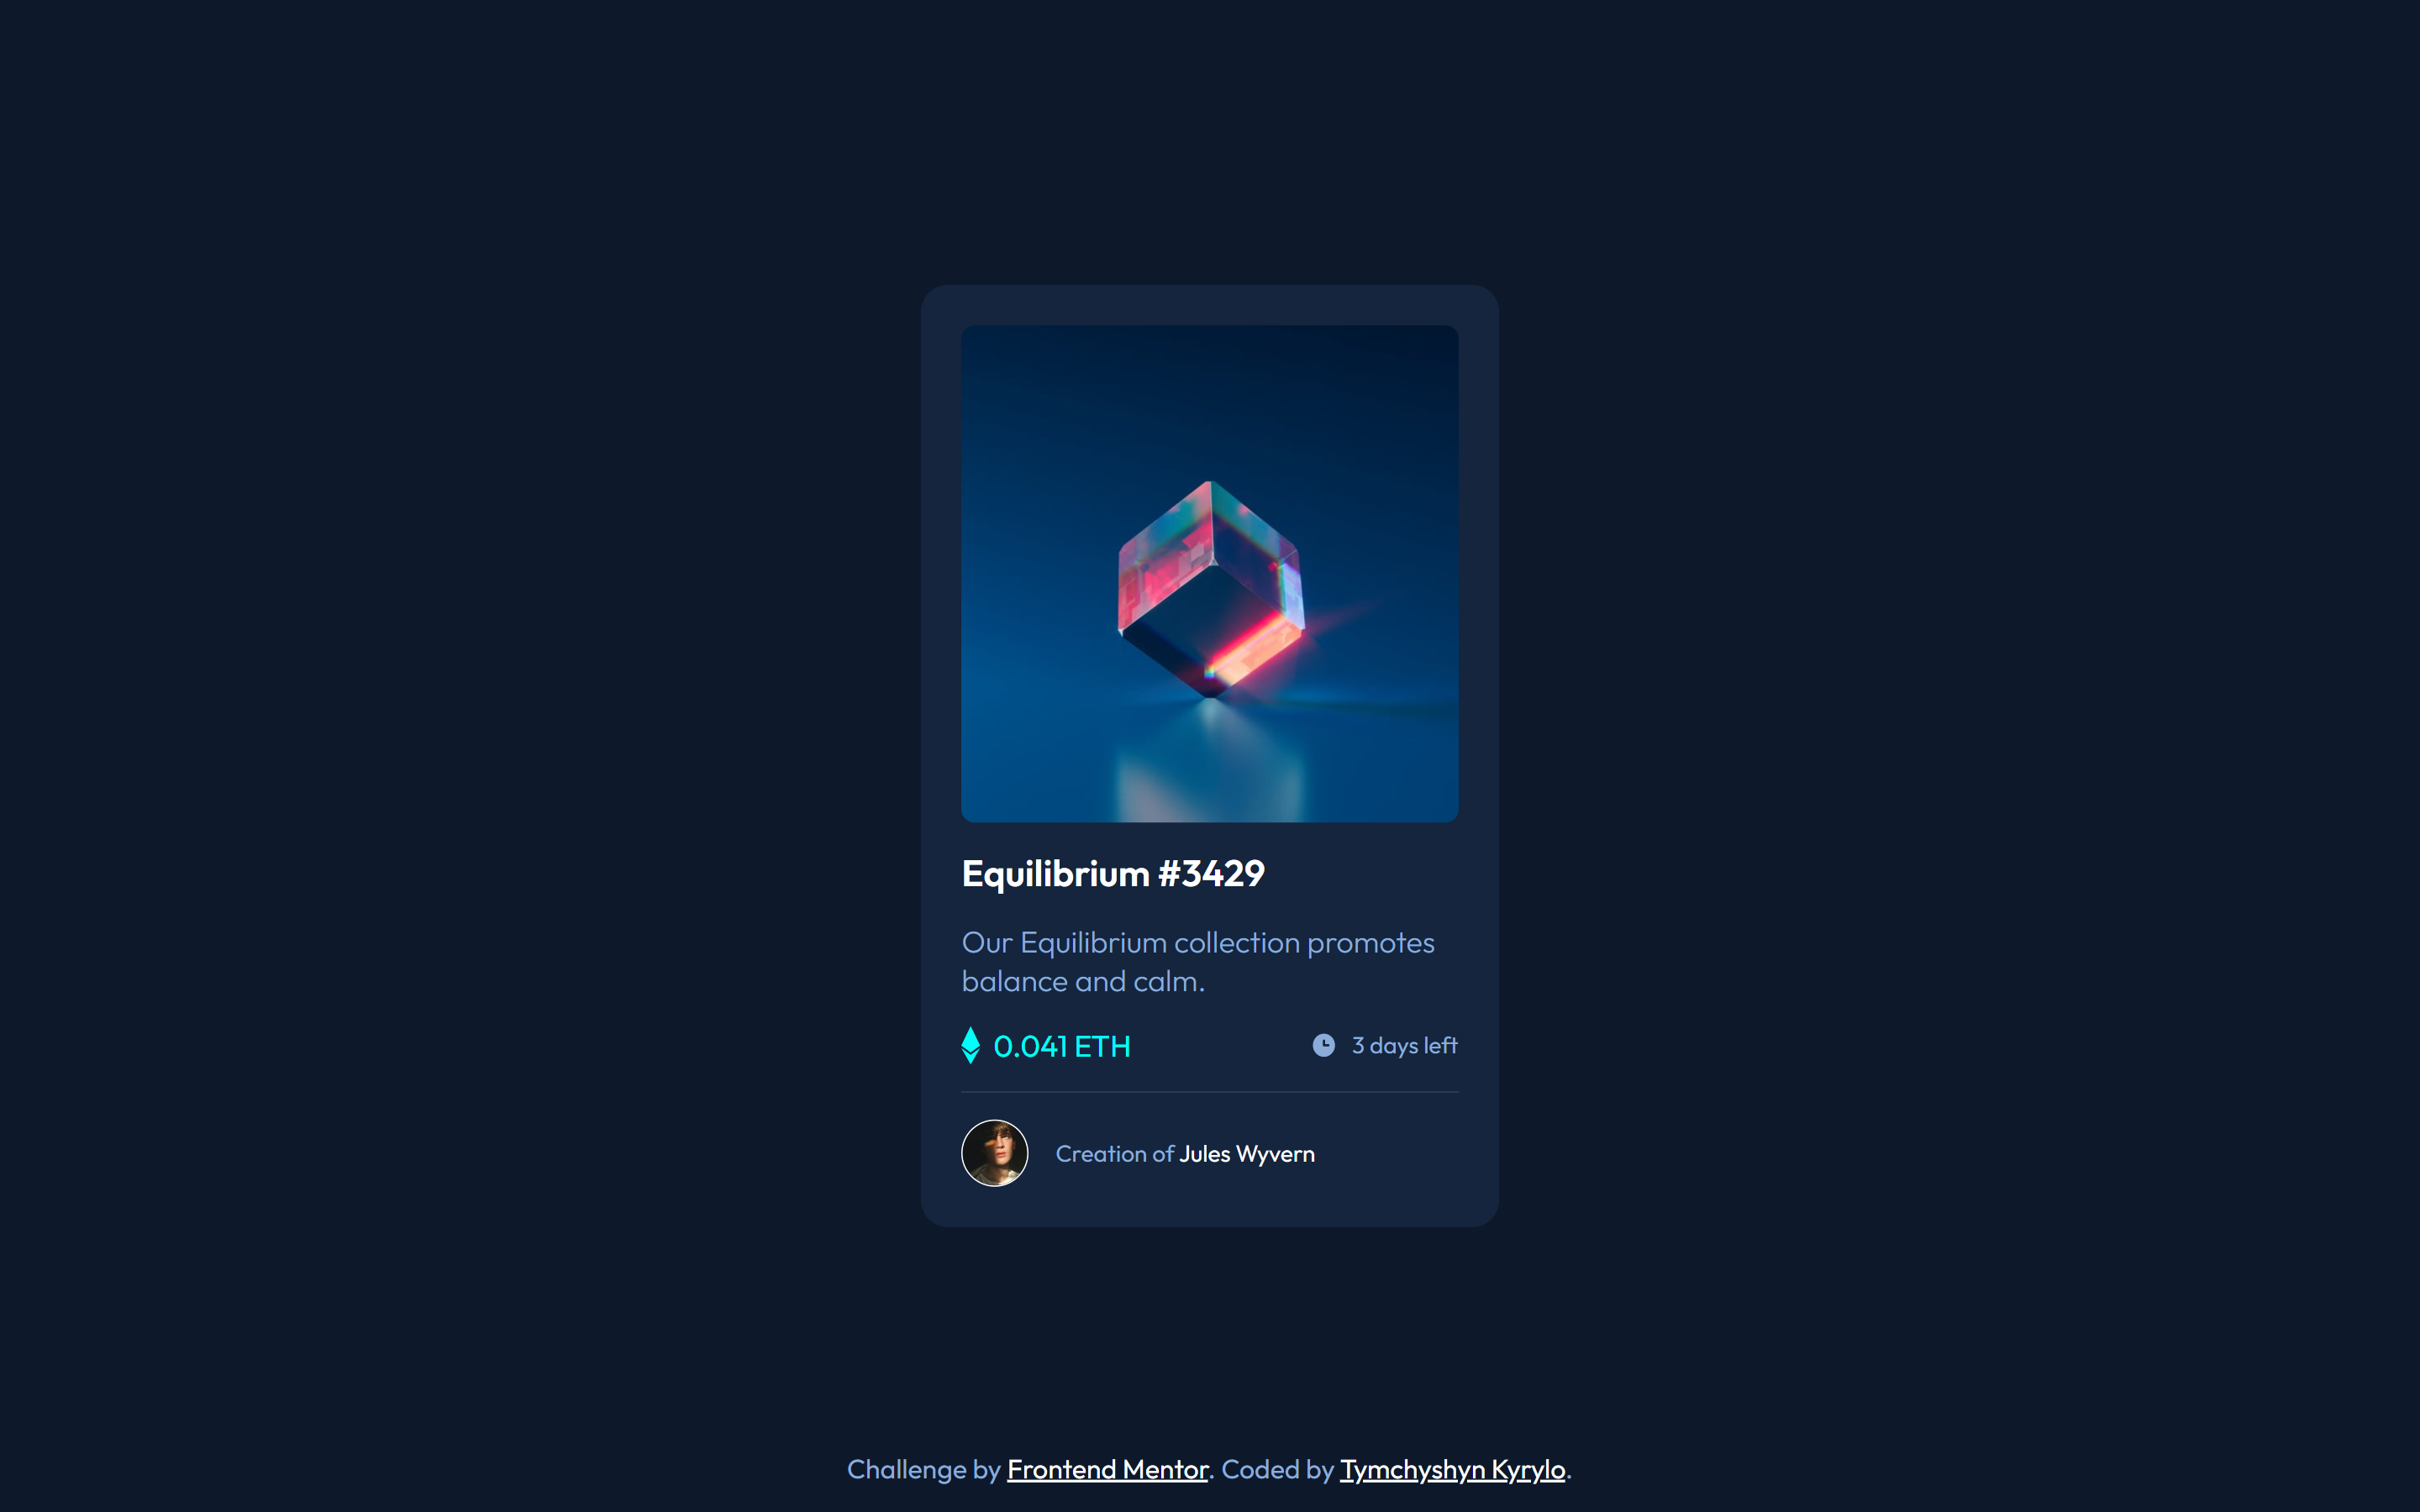 Equilibrium #3429
Our Equilibrium collection promotes
balance and calm.
0.041 ETH
3 days left
Creation of Jules Wyvern
Challenge by Frontend Mentor. Coded by Tymchyshyn Kyrylo.